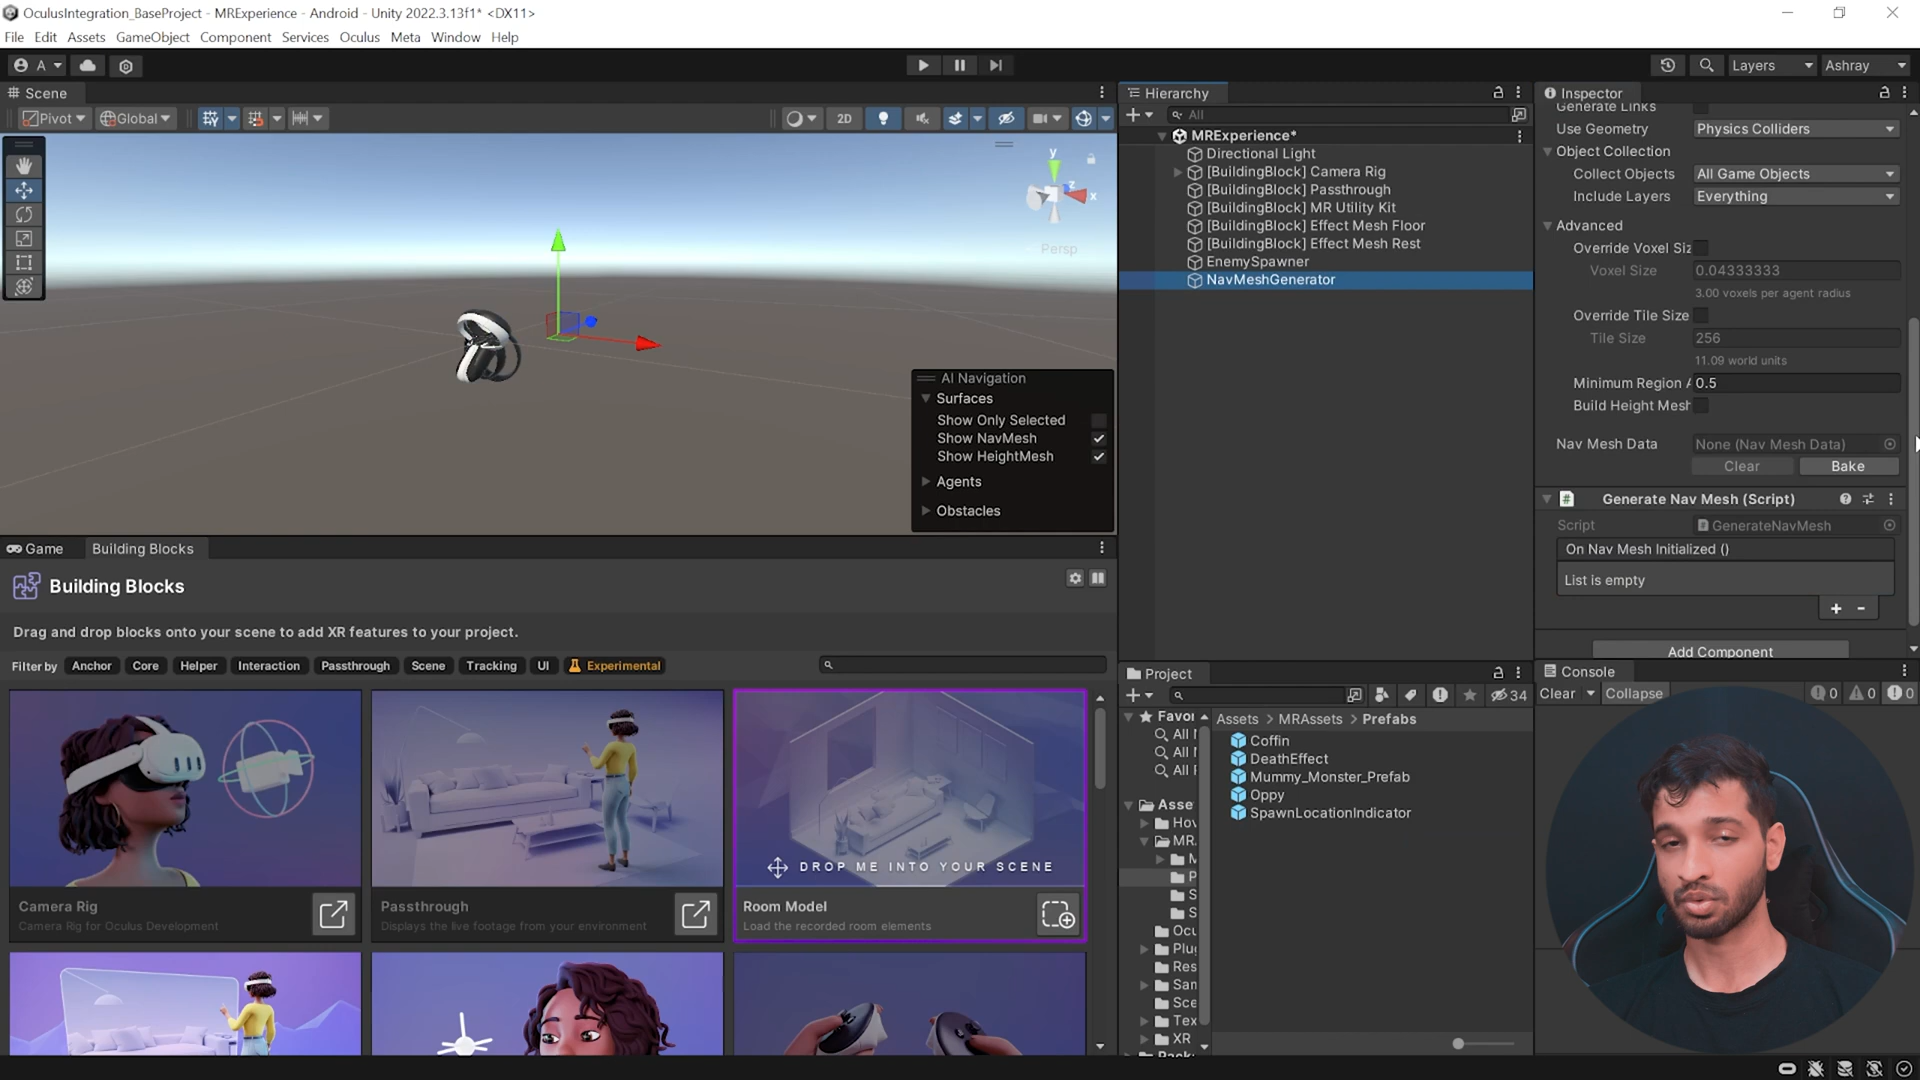 OculusIntegration_BaseProject - MRExperience - Android - Unity 2022.3.13f1* <DX11>
File Edit Assets GameObject Component Services Oculus Meta Window Help
A
Layers
Ashray
Scene
Pivot
Global
2D
y
x
z
Persp
AI Navigation
Surfaces
Show Only Selected
Show NavMesh
Show HeightMesh
Agents
Obstacles
Hierarchy
All
MRExperience*
Directional Light
[BuildingBlock] Camera Rig
[BuildingBlock] Passthrough
[BuildingBlock] MR Utility Kit
[BuildingBlock] Effect Mesh Floor
[BuildingBlock] Effect Mesh Rest
EnemySpawner
NavMeshGenerator
Inspector
Generate Links
Use Geometry Physics Colliders
Object Collection
Collect Objects All Game Objects
Include Layers Everything
Advanced
Override Voxel Siz
Voxel Size 0.04333333
3.00 voxels per agent radius
Override Tile Size
Tile Size 256
11.09 world units
Minimum Region A 0.5
Build Height Mesh
Nav Mesh Data None (Nav Mesh Data)
Clear Bake
# Generate Nav Mesh (Script)
Script GenerateNavMesh
On Nav Mesh Initialized ()
List is empty
+ -
Add Component
Game Building Blocks
Building Blocks
Drag and drop blocks onto your scene to add XR features to your project.
Filter by Anchor Core Helper Interaction Passthrough Scene Tracking UI Experimental
DROP ME INTO YOUR SCENE
Camera Rig
Camera Rig for Oculus Development
Passthrough
Displays the live footage from your environment
Room Model
Load the recorded room elements
Project
34
Favor
All
All
All
Asse
Hov
MR
M
P
S
S
Ocu
Plug
Res
Sam
Sce
Tex
XR
Assets > MRAssets > Prefabs
Coffin
DeathEffect
Mummy_Monster_Prefab
Oppy
SpawnLocationIndicator
Console
Clear Collapse 0 0 0